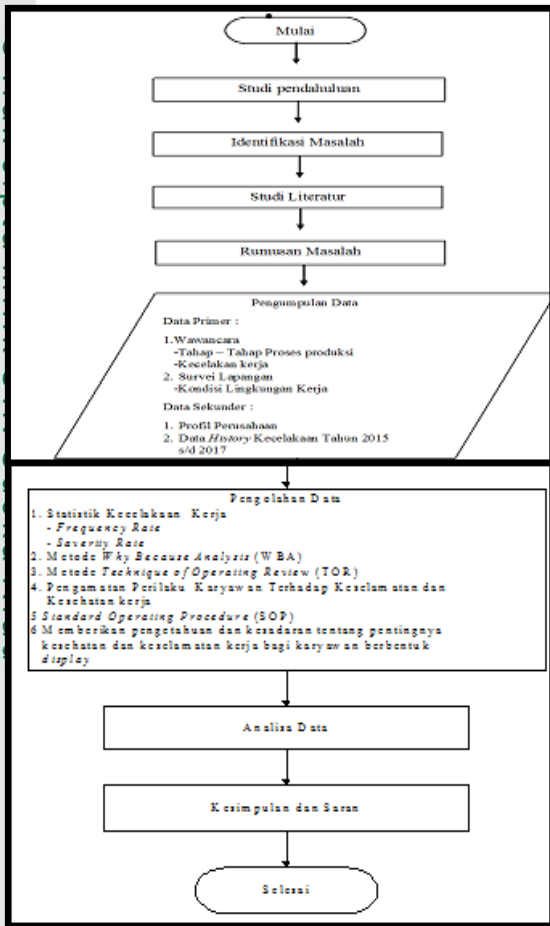 Mulai
Studi pendahuluan
Identifikasi Masalah
Studi Literatur
Rumusan Masalah
Pengumpulan Data
Data Primer :
1.Wawancara
-Tahap – Tahap Proses produksi
-Kecelakan kerja
2. Survei Lapangan
-Kondisi Lingkungan Kerja
Data Sekunder :
1. Profil Perusahaan
2. Data History Kecelakaan Tahun 2015
s/d 2017
Pengolahan Data
1. Statistik Kecelakaan Kerja
- Frequency Rate
- Saverity Rate
2. Metode Why Because Analysis (WBA)
3. Metode Technique of Operating Review (TOR)
4. Pengamatan Perilaku Karyawan Terhadap Keselamatan dan
Kesehatan kerja
5 Standard Operating Procedure (SOP)
6 Memberikan pengetahuan dan kesadaran tentang pentingnya
kesehatan dan keselamatan kerja bagi karyawan berbentuk
display
Analisa Data
Kesimpulan dan Saran
Selesai